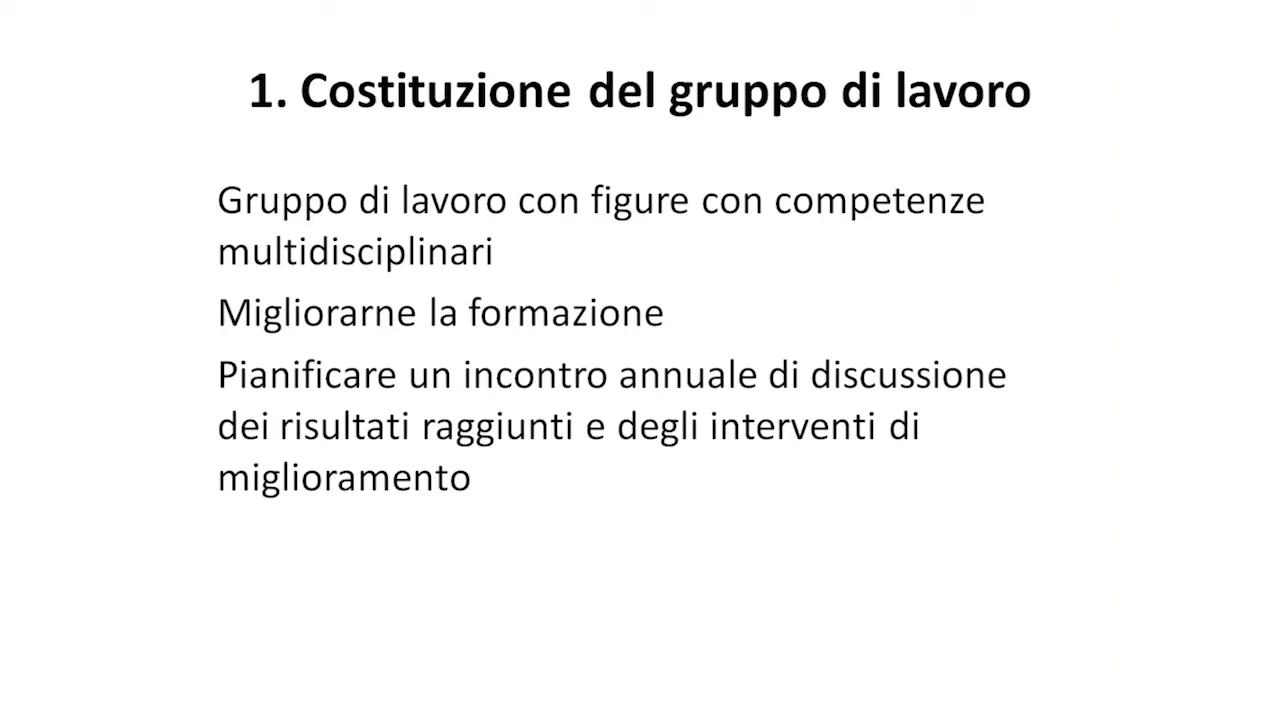 1. Costituzione del gruppo di lavoro
Gruppo di lavoro con figure con competenze
multidisciplinari
Migliorarne la formazione
Pianificare un incontro annuale di discussione
dei risultati raggiunti e degli interventi di
miglioramento